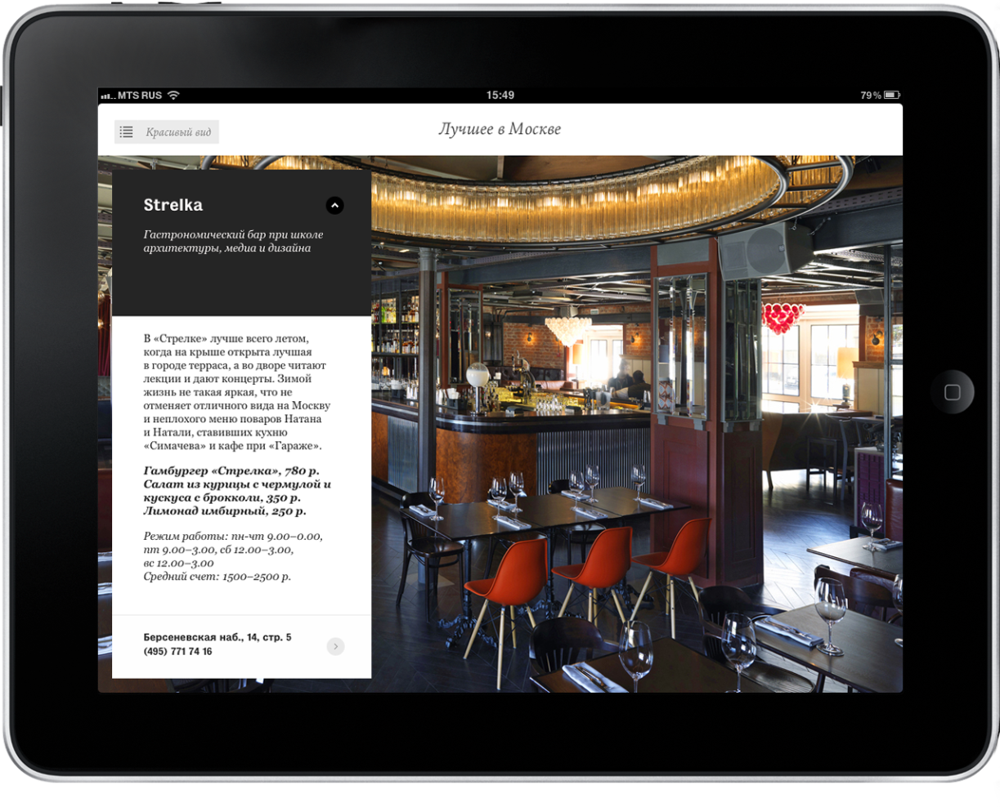 MTS RUS
15:49
79 %
Красивый вид
Лучшее в Москве
Strelka
Гастрономический бар при школе
архитектуры, медиа и дизайна
В «Стрелке» лучше всего летом,
когда на крыше открыта лучшая
в городе терраса, а во дворе читают
лекции и дают концерты. Зимой
жизнь не такая яркая, что не
отменяет отличного вида на Москву
и неплохого меню поваров Натана
и Натали, ставивших кухню
«Симачева» и кафе при «Гараже».
Гамбургер «Стрелка», 780 р.
Салат из курицы с чермулой и
кускуса с брокколи, 350 р.
Лимонад имбирный, 250 р.
Режим работы: пн-чт 9.00–0.00,
пт 9.00–3.00, сб 12.00–3.00,
вс 12.00–3.00
Средний счет: 1500–2500 р.
Берсеневская наб., 14, стр. 5
(495) 771 74 16